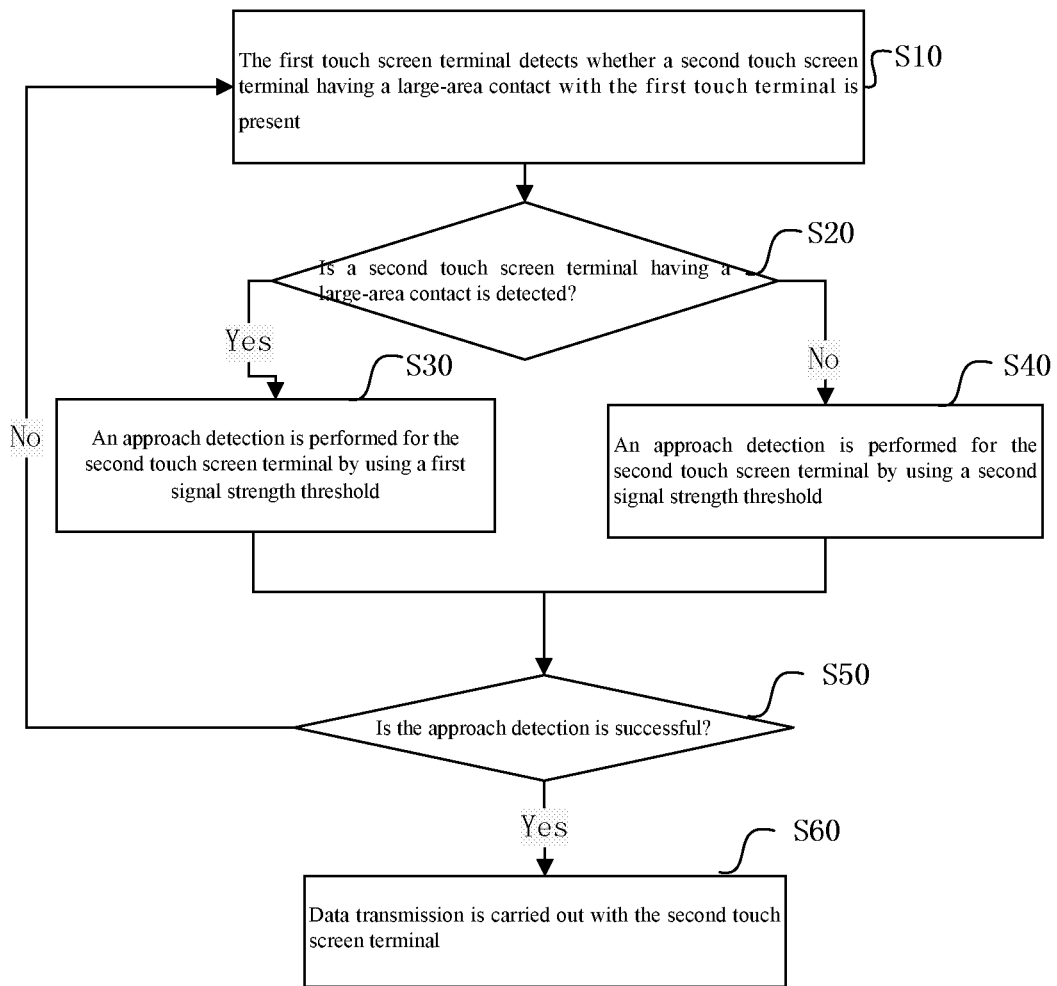 The first touch screen terminal detects whether a second touch screen
terminal having a large-area contact with the first touch terminal is
present
S10
S20
Is a second touch screen terminal having a
large-area contact is detected?
Yes
No
S30
S40
An approach detection is performed for the
second touch screen terminal by using a first
signal strength threshold
An approach detection is performed for the
second touch screen terminal by using a second
signal strength threshold
No
S50
Is the approach detection is successful?
Yes
S60
Data transmission is carried out with the second touch
screen terminal